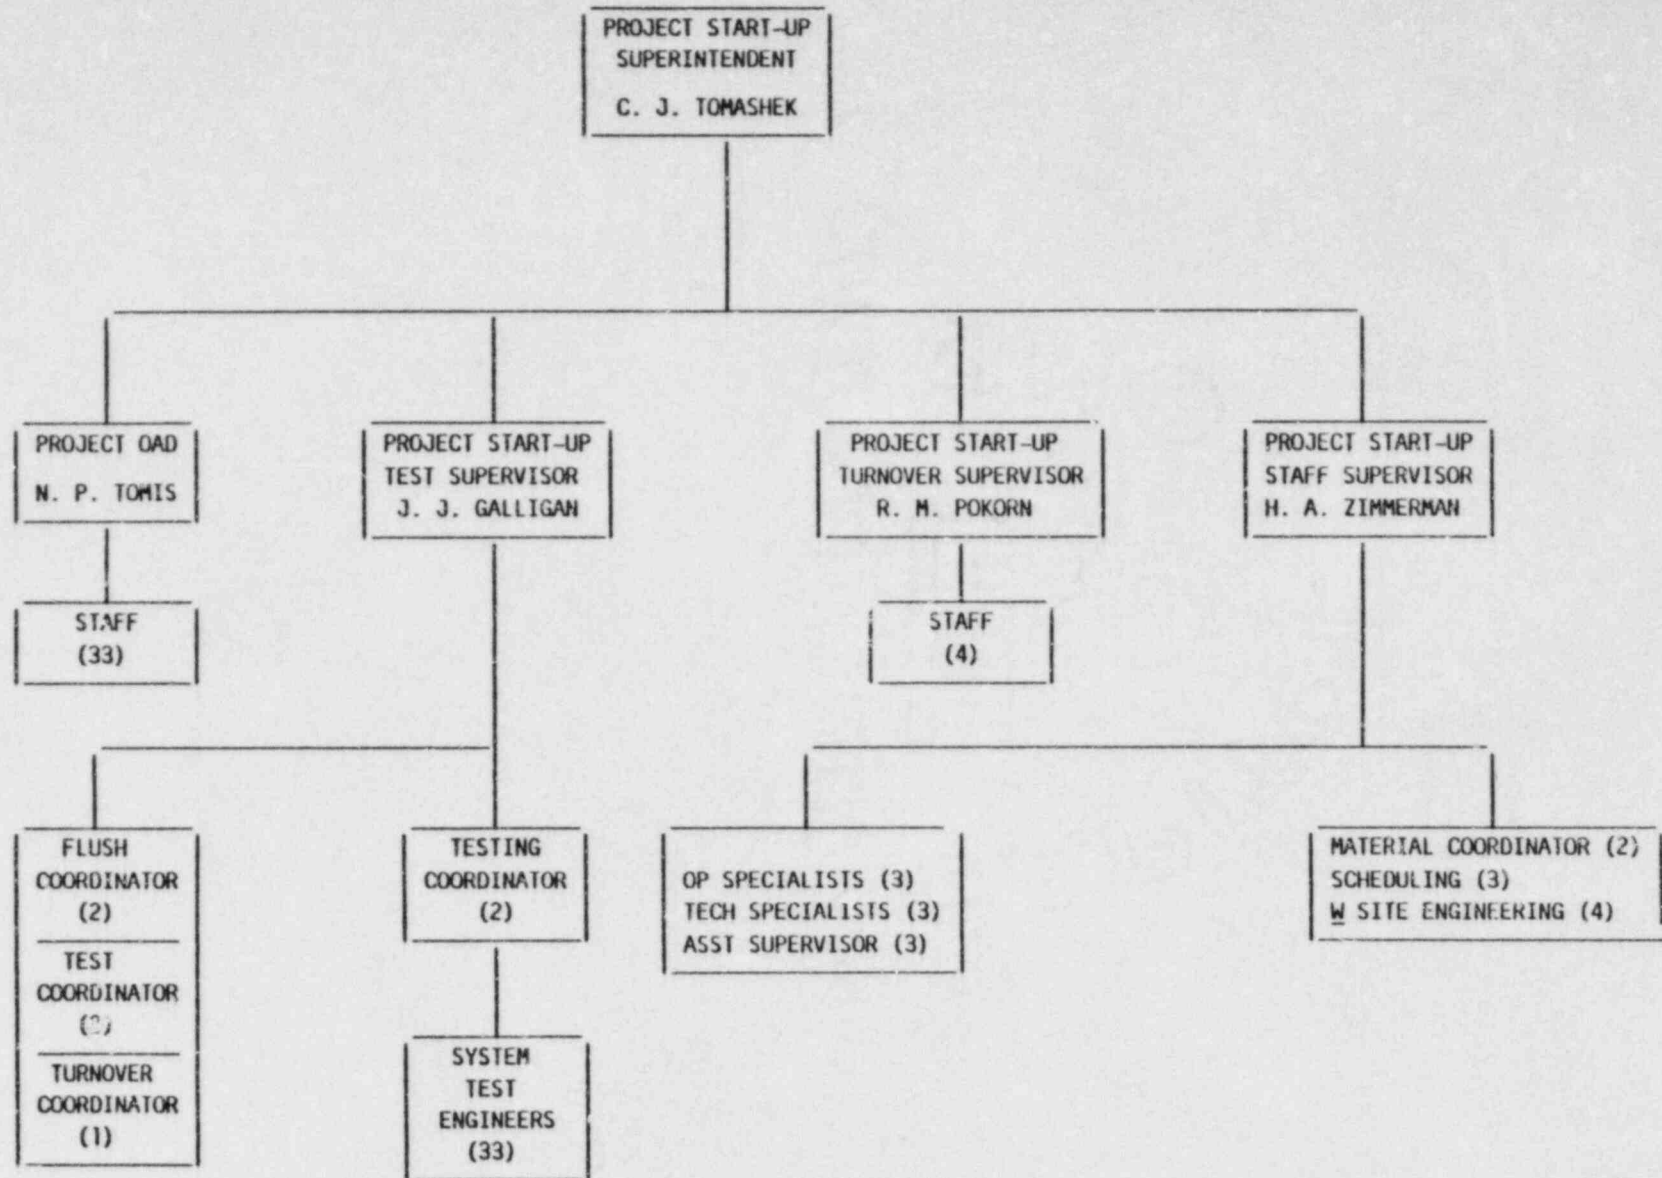 PROJECT START-UP
SUPERINTENDENT
C. J. TOMASHEK
PROJECT OAD
N. P. TOMIS
STAFF
(33)
PROJECT START-UP
TEST SUPERVISOR
J. J. GALLIGAN
PROJECT START-UP
TURNOVER SUPERVISOR
R. M. POKORN
STAFF
(4)
PROJECT START-UP
STAFF SUPERVISOR
H. A. ZIMMERMAN
FLUSH
COORDINATOR
(2)
TEST
COORDINATOR
(2)
TURNOVER
COORDINATOR
(1)
TESTING
COORDINATOR
(2)
SYSTEM
TEST
ENGINEERS
(33)
OP SPECIALISTS (3)
TECH SPECIALISTS (3)
ASST SUPERVISOR (3)
MATERIAL COORDINATOR (2)
SCHEDULING (3)
W SITE ENGINEERING (4)